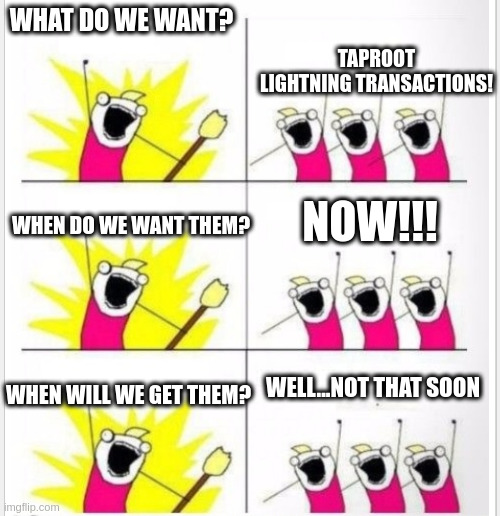 WHAT DO WE WANT?
TAPROOT
LIGHTNING TRANSACTIONS!
WHEN DO WE WANT THEM?
NOW!!!
WHEN WILL WE GET THEM?
WELL...NOT THAT SOON
imgflip.com